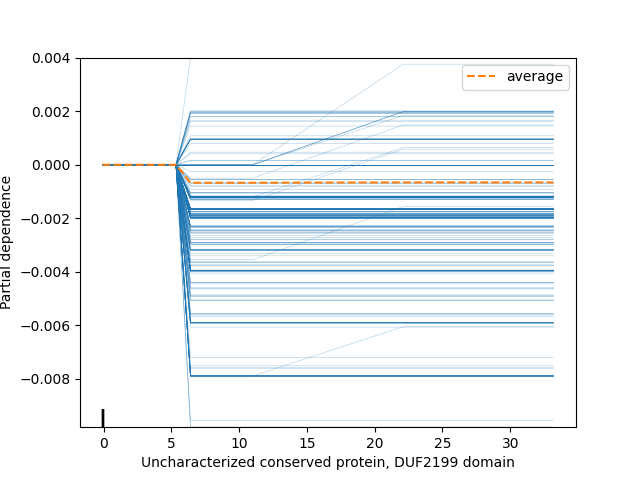 0.004
average
0.002
0.000
−0.002
−0.004
−0.006
−0.008
Partial dependence
0 5 10 15 20 25 30
Uncharacterized conserved protein, DUF2199 domain